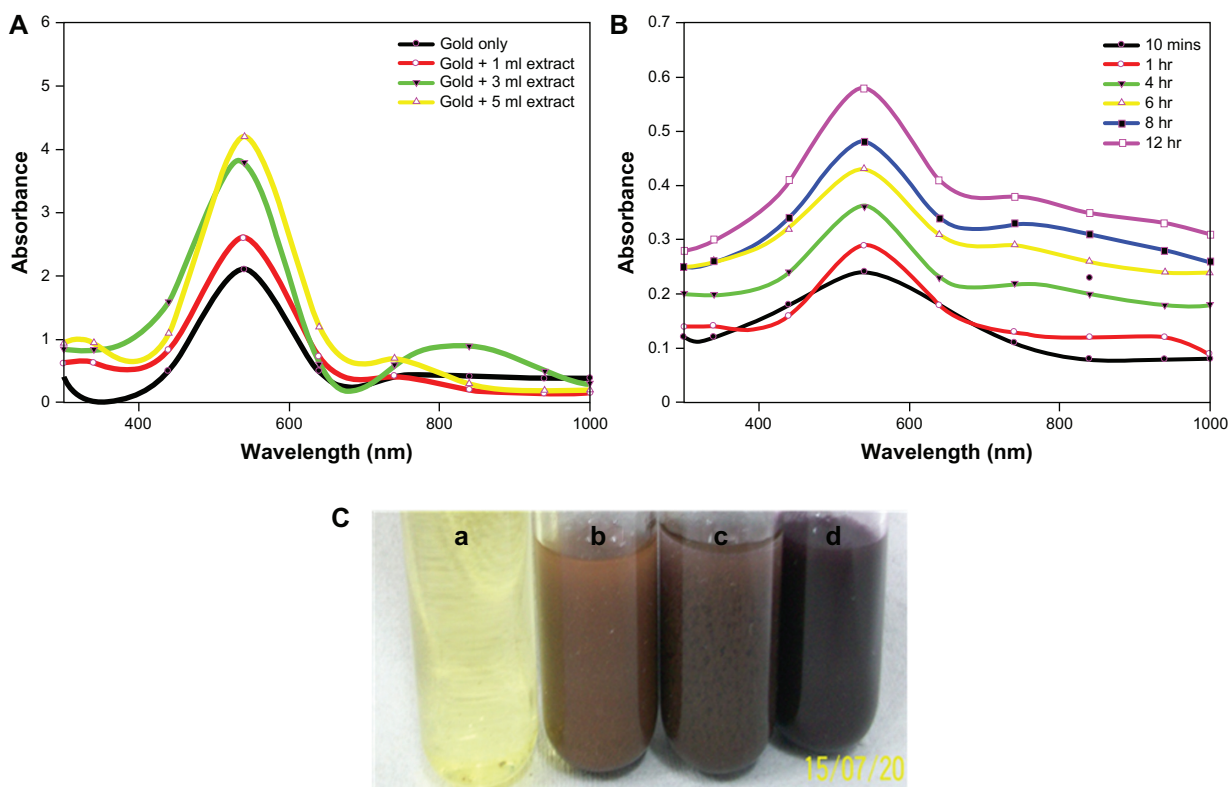 A
Absorbance
6
5
4
3
2
1
0
400
600
800
1000
Wavelength (nm)
Gold only
Gold + 1 ml extract
Gold + 3 ml extract
Gold + 5 ml extract
B
Absorbance
0.7
0.6
0.5
0.4
0.3
0.2
0.1
0
400
600
800
1000
Wavelength (nm)
10 mins
1 hr
4 hr
6 hr
8 hr
12 hr
C
a b c d
15/07/20